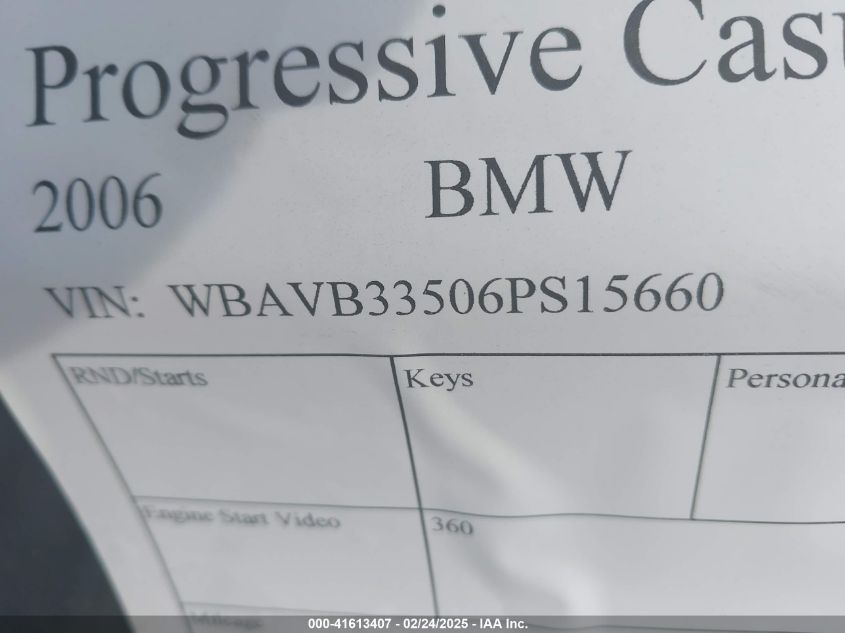 Progressive Cas
2006 BMW
VIN: WBAVB33506PS15660
RND/Starts Keys Persona
Engine Start Video 360
Mileage
000-41613407 - 02/24/2025 - IAA Inc.